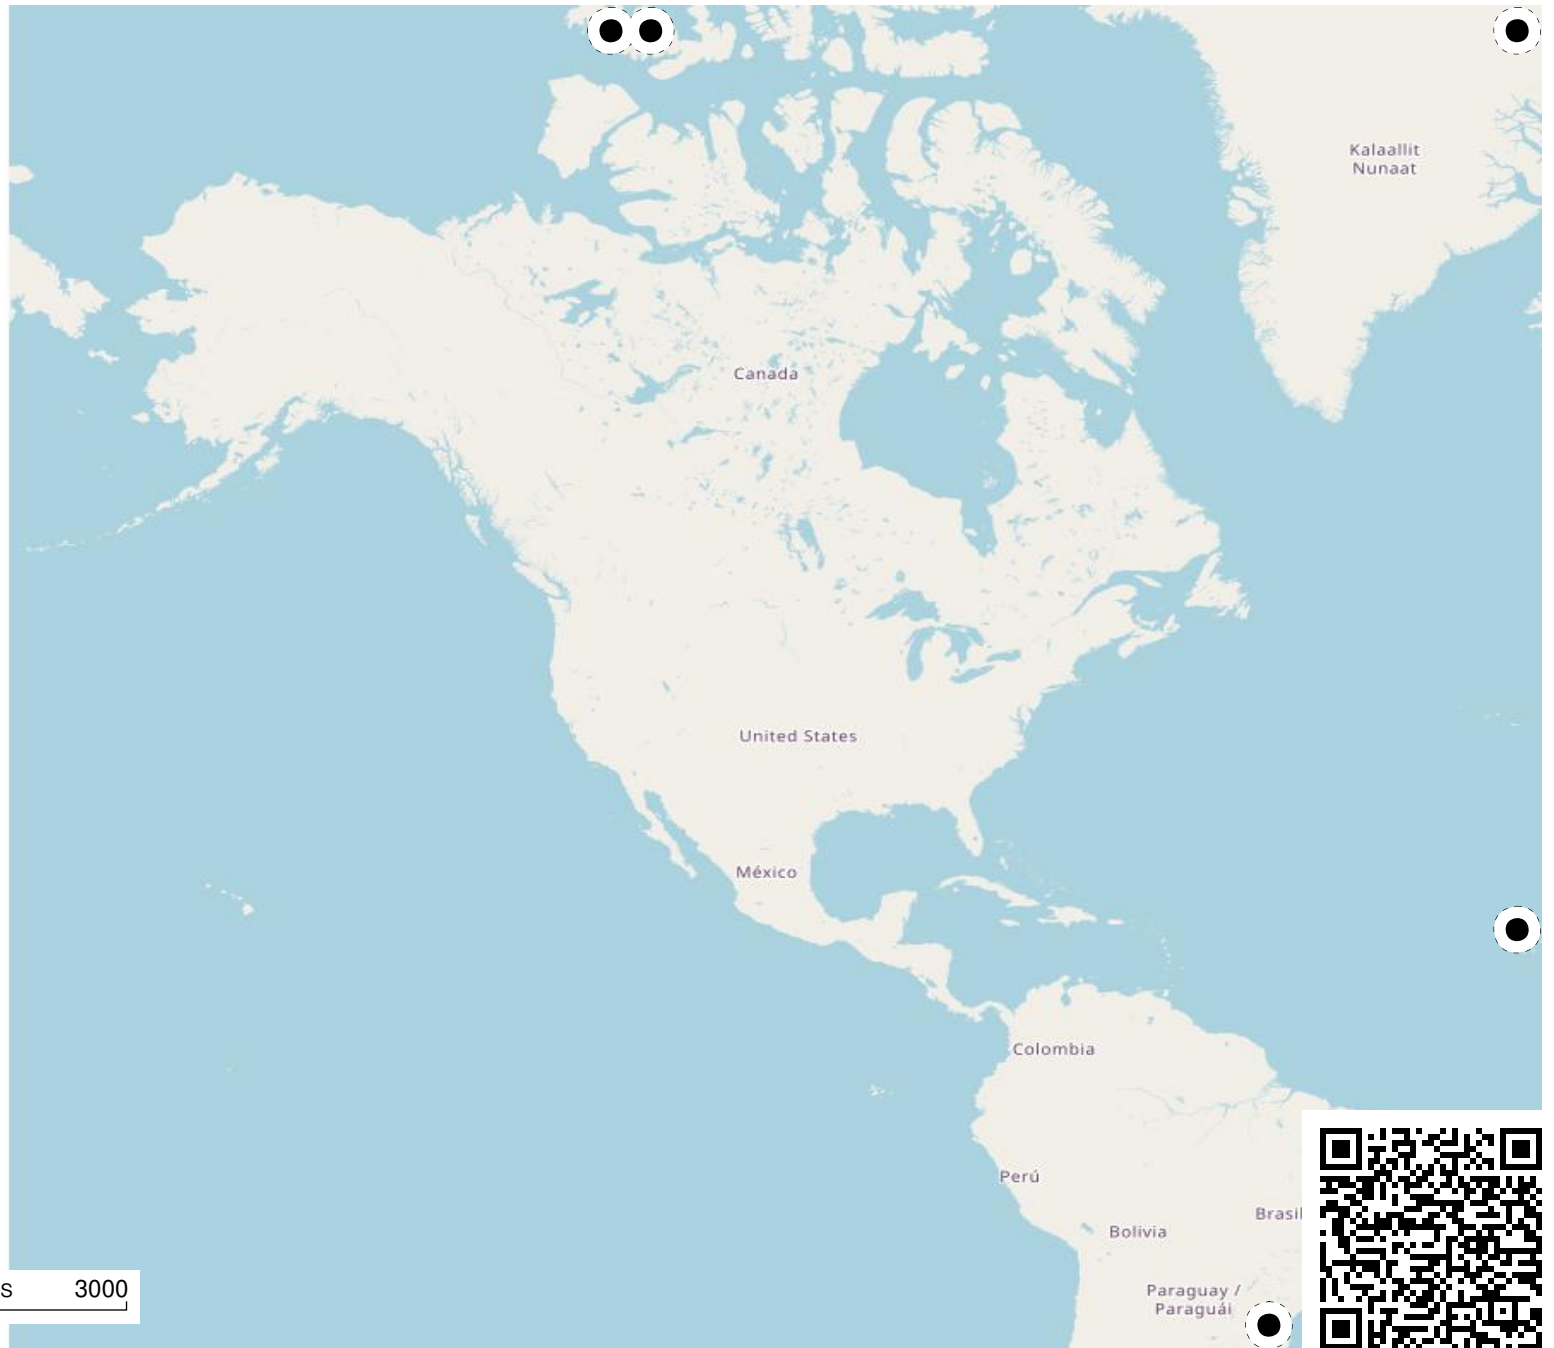 Kalaallit
Nunaat
Canada
United States
México
Colombia
Perú
Brasil
Bolivia
Paraguay /
Paraguái
s 3000